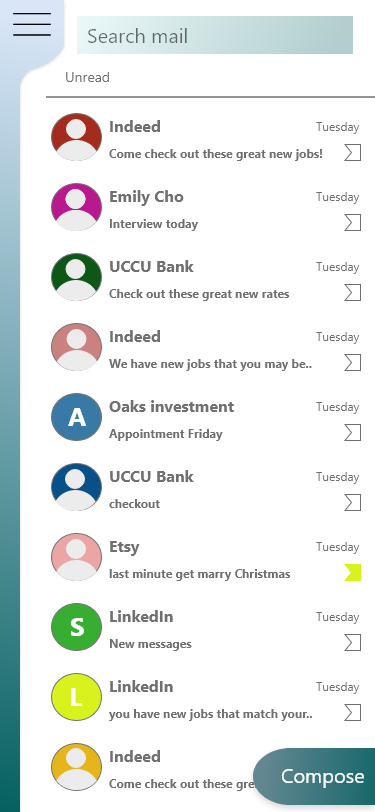 Search mail
Unread
Indeed Tuesday
Come check out these great new jobs!
Emily Cho Tuesday
Interview today
UCCU Bank Tuesday
Check out these great new rates
Indeed Tuesday
We have new jobs that you may be..
A Oaks investment Tuesday
Appointment Friday
UCCU Bank Tuesday
checkout
Etsy Tuesday
last minute get marry Christmas
S LinkedIn Tuesday
New messages
L LinkedIn Tuesday
you have new jobs that match your..
Indeed
Come check out these
Compose